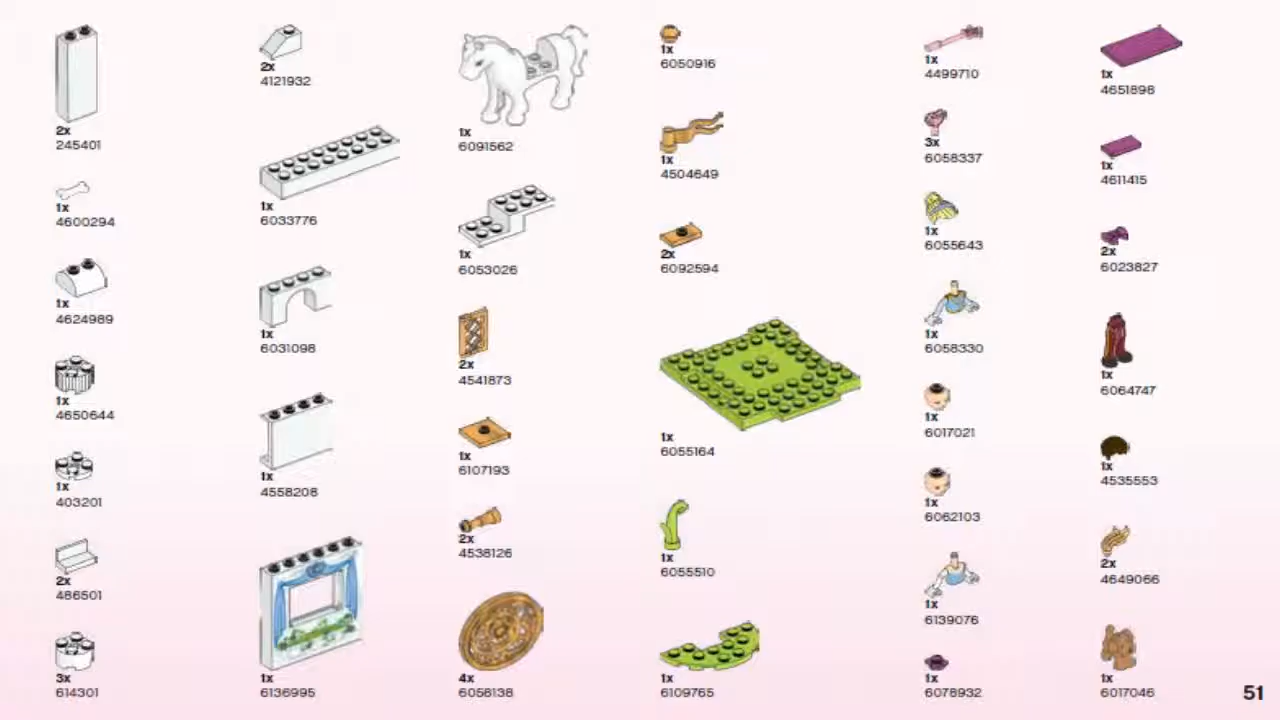 2x
245401
1x
4600294
1x
4624989
1x
4650644
1x
403201
2x
486501
3x
614301
2x
4121932
1x
6033776
1x
6031098
1x
4558208
1x
6136995
1x
6091562
1x
6053026
2x
4541873
1x
6107193
2x
4538126
4x
6058138
1x
6050916
1x
4504649
2x
6092594
1x
6055164
1x
6055510
1x
6109765
1x
4499710
3x
6058337
1x
6055643
1x
6058330
1x
6017021
1x
6062103
1x
6139076
1x
6078932
1x
4651898
1x
4611415
2x
6023827
1x
6064747
1x
4535553
2x
4649066
1x
6017046
51